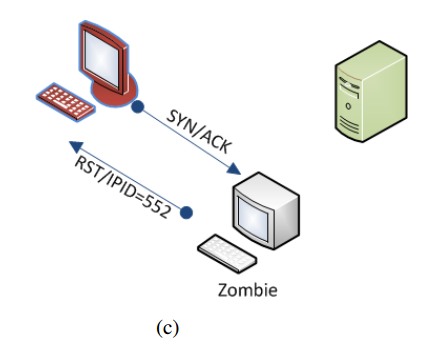 SYN/ACK
RST/IPID=552
Zombie
(c)